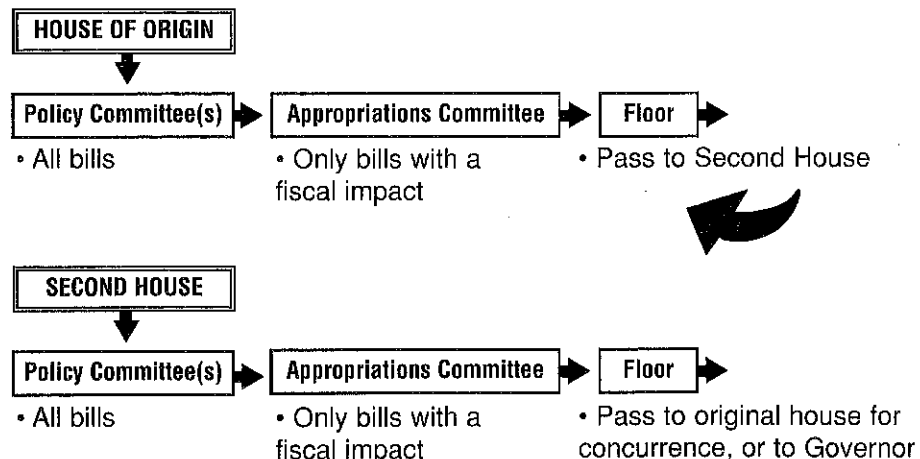 HOUSE OF ORIGIN
Policy Committee(s)
Appropriations Committee
Floor
• All bills
• Only bills with a
fiscal impact
• Pass to Second House
SECOND HOUSE
Policy Committee(s)
Appropriations Committee
Floor
• All bills
• Only bills with a
fiscal impact
• Pass to original house for
concurrence, or to Governor